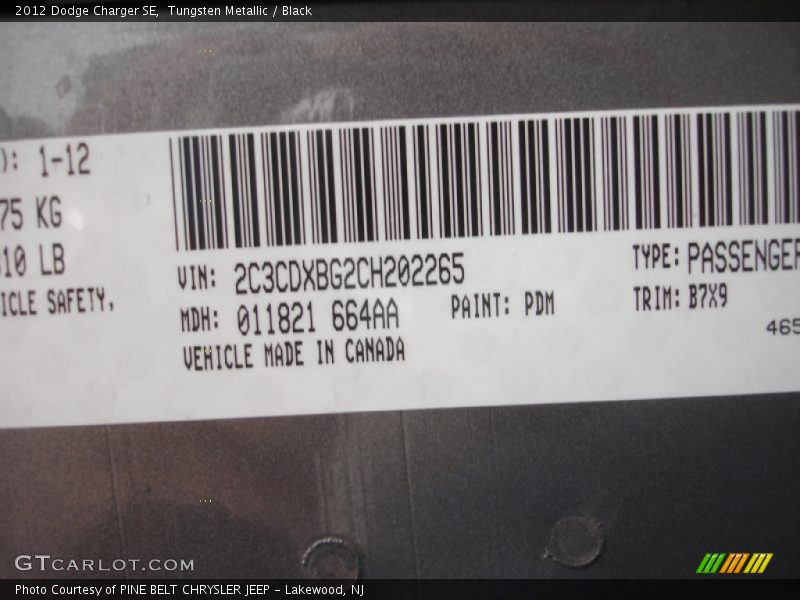 2012 Dodge Charger SE, Tungsten Metallic / Black
): 1-12
75 KG
10 LB
ICLE SAFETY.
VIN: 2C3CDXBG2CH202265
TYPE: PASSENGER
MDH: 011821 664AA
PAINT: PDM
TRIM: B7X9
VEHICLE MADE IN CANADA
465
GTCARLOT.COM
Photo Courtesy of PINE BELT CHRYSLER JEEP - Lakewood, NJ